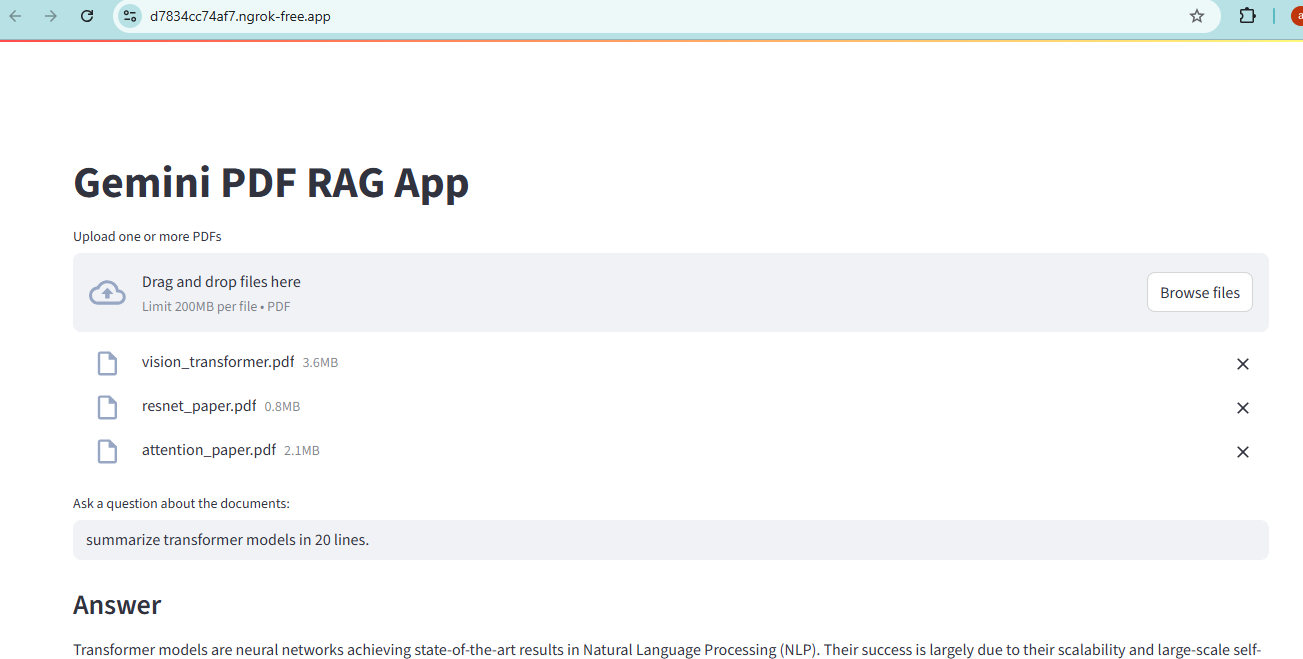 d7834cc74af7.ngrok-free.app
a
Gemini PDF RAG App
Upload one or more PDFs
Drag and drop files here
Limit 200MB per file • PDF
Browse files
vision_transformer.pdf 3.6MB
resnet_paper.pdf 0.8MB
attention_paper.pdf 2.1MB
Ask a question about the documents:
summarize transformer models in 20 lines.
Answer
Transformer models are neural networks achieving state-of-the-art results in Natural Language Processing (NLP). Their success is largely due to their scalability and large-scale self-